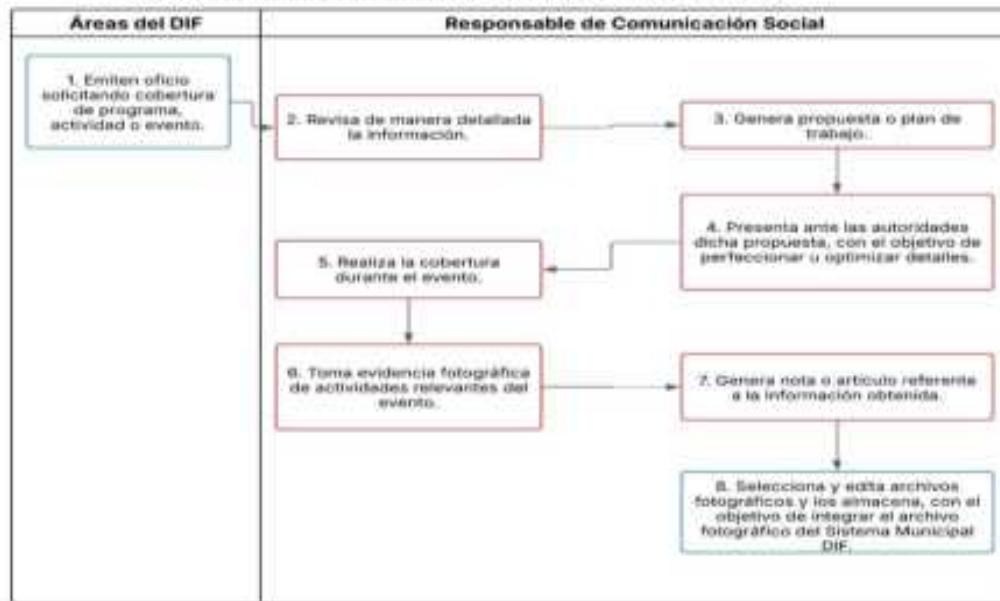 Áreas del DIF
Responsable de Comunicación Social
1. Emiten oficio
solicitando cobertura
de programa,
actividad o evento.
2. Revisa de manera detallada
la información.
3. Genera propuesta o plan de
trabajo.
4. Presenta ante las autoridades
dicha propuesta, con el objetivo de
perfeccionar u optimizar detalles.
5. Realiza la cobertura
durante el evento.
6. Toma evidencia fotográfica
de actividades relevantes del
evento.
7. Genera nota o artículo referente
a la información obtenida.
8. Selecciona y edita archivos
fotográficos y los almacena, con el
objetivo de integrar el archivo
fotográfico del Sistema Municipal
DIF.